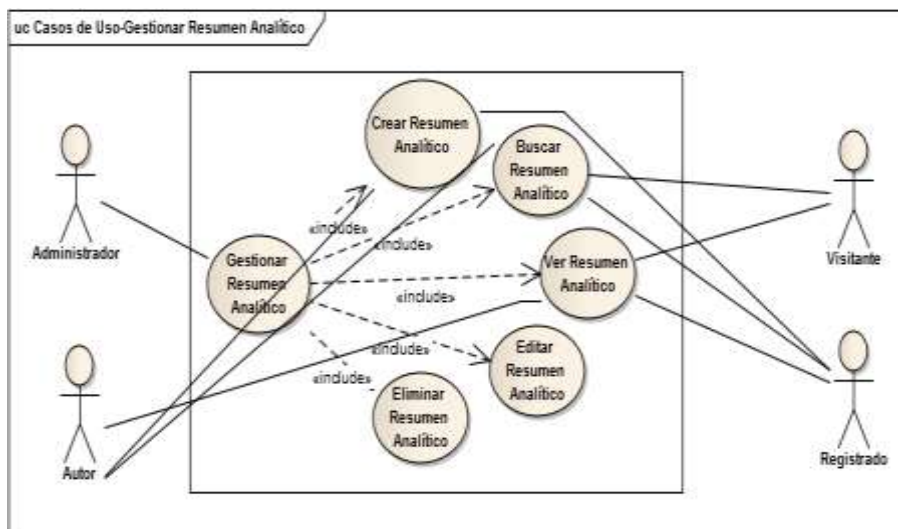 uc Casos de Uso-Gestionar Resumen Analítico
Crear Resumen
Analítico
Buscar
Resumen
Analítico
«include»
«include»
Administrador
Gestionar
Resumen
Analítico
Ver Resumen
Analítico
Visitante
«include»
«include»
Editar
Resumen
Analítico
«include»
Eliminar
Resumen
Analítico
Autor
Registrado